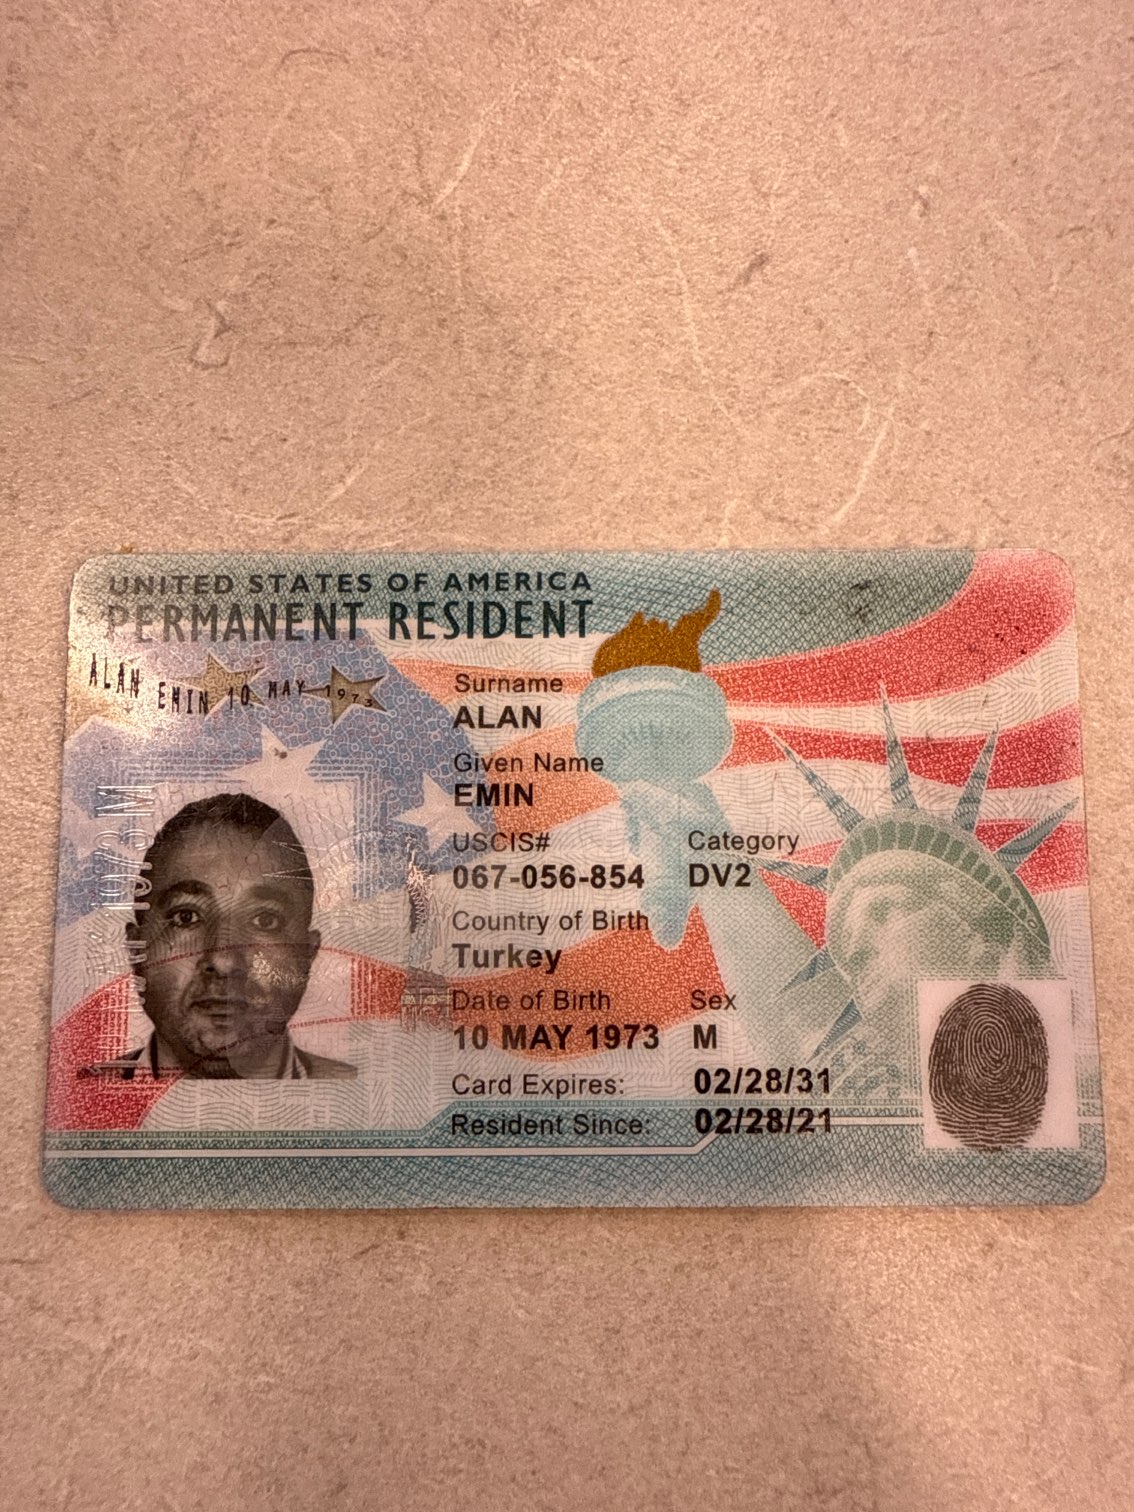 UNITED STATES OF AMERICA
PERMANENT RESIDENT
ALAN EMIN 10 MAY 1973
Surname
ALAN
Given Name
EMIN
USCIS# Category
067-056-854 DV2
Country of Birth
Turkey
Date of Birth Sex
10 MAY 1973 M
Card Expires: 02/28/31
Resident Since: 02/28/21